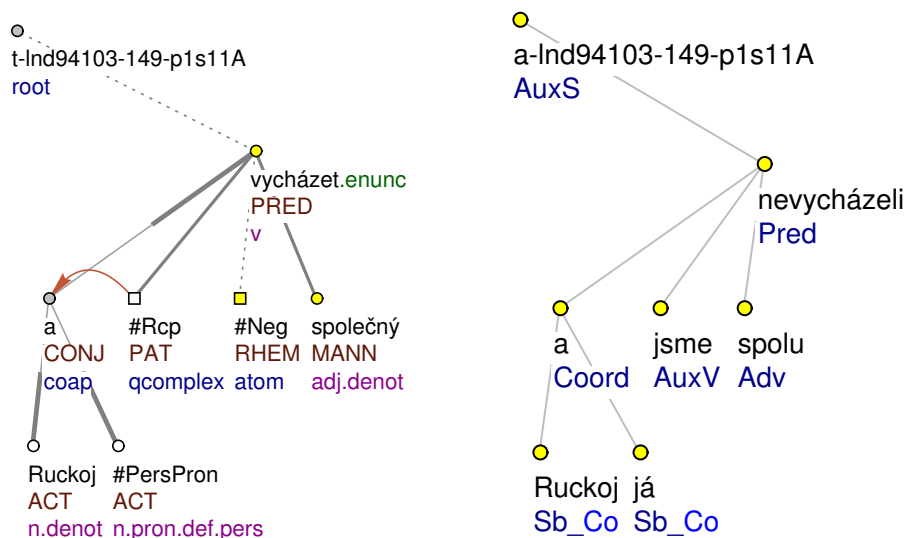 t-lnd94103-149-p1s11A
root
vycházet.enunc
PRED
v
a
CONJ
coap
#Rcp
PAT
qcomplex
#Neg
RHEM
atom
společný
MANN
adj.denot
Ruckoj
ACT
n.denot
#PersPron
ACT
n.pron.def.pers
a-lnd94103-149-p1s11A
AuxS
nevycházeli
Pred
a
Coord
jsme
AuxV
spolu
Adv
Ruckoj
Sb_Co
já
Sb_Co